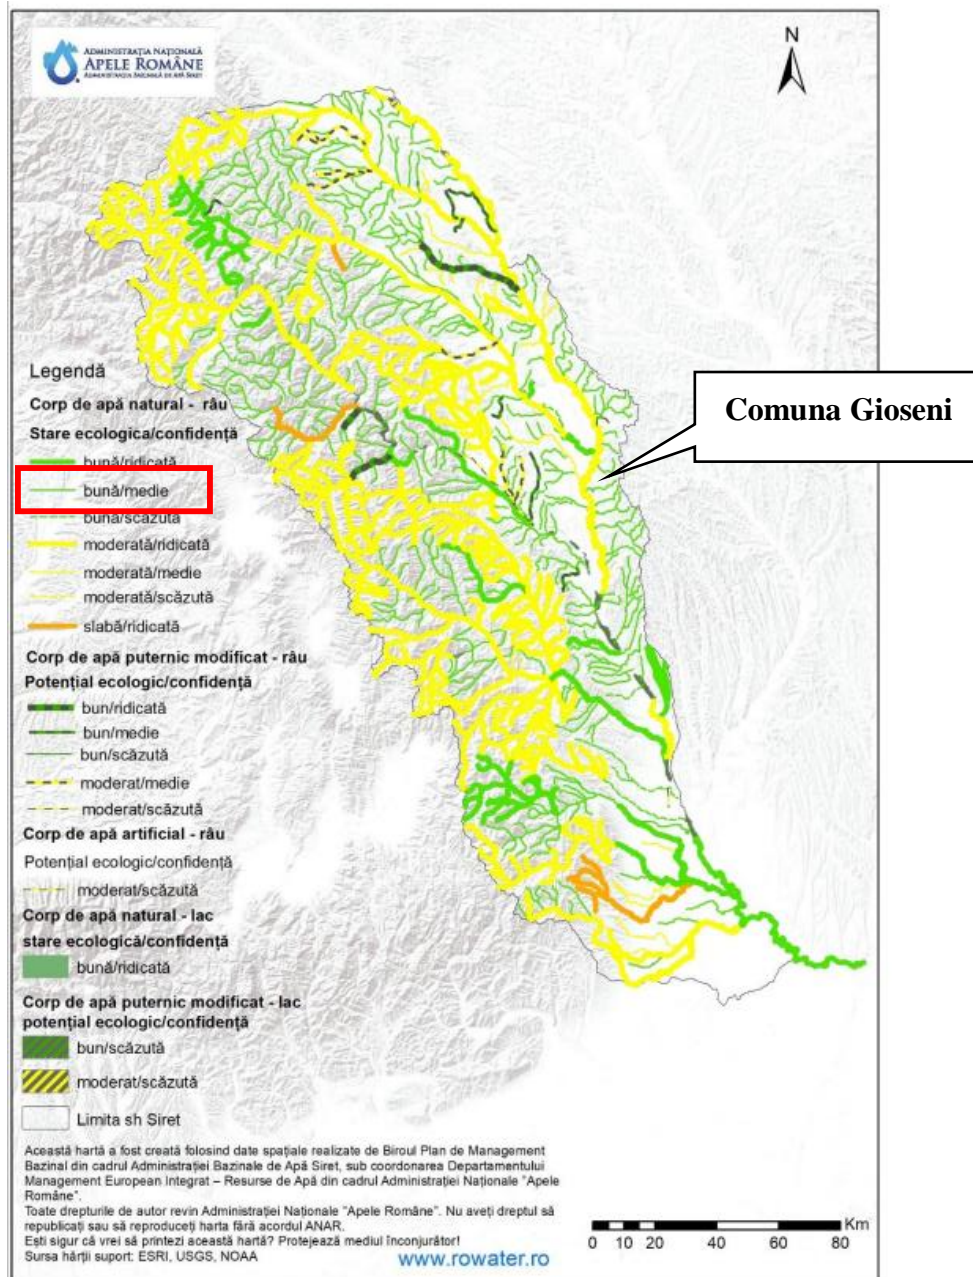 ADMINISTRAȚIA NAȚIONALĂ
APELE ROMÂNE
ADMINISTRAȚIA BAZINALĂ DE APĂ SIRET
N
Comuna Gioseni
Legendă
Corp de apă natural - râu
Stare ecologica/confidență
bună/ridicată
bună/medie
bună/scăzută
moderată/ridicată
moderată/medie
moderată/scăzută
slabă/ridicată
Corp de apă puternic modificat - râu
Potențial ecologic/confidență
bun/ridicată
bun/medie
bun/scăzută
moderat/medie
moderat/scăzută
Corp de apă artificial - râu
Potențial ecologic/confidență
moderat/scăzută
Corp de apă natural - lac
stare ecologică/confidență
bună/ridicată
Corp de apă puternic modificat - lac
potențial ecologic/confidență
bun/scăzută
moderat/scăzută
Limita sh Siret
Această hartă a fost creată folosind date spațiale realizate de Biroul Plan de Management
Bazinal din cadrul Administrației Bazinale de Apă Siret, sub coordonarea Departamentului
Management European Integrat – Resurse de Apă din cadrul Administrației Naționale "Apele
Române".
Toate drepturile de autor revin Administrației Naționale "Apele Române". Nu aveți dreptul să
republicați sau să reproduceți harta fără acordul ANAR.
Ești sigur că vrei să printezi această hartă? Protejează mediul înconjurător!
Sursa hărții suport: ESRI, USGS, NOAA
www.rowater.ro
Km
0 10 20 40 60 80